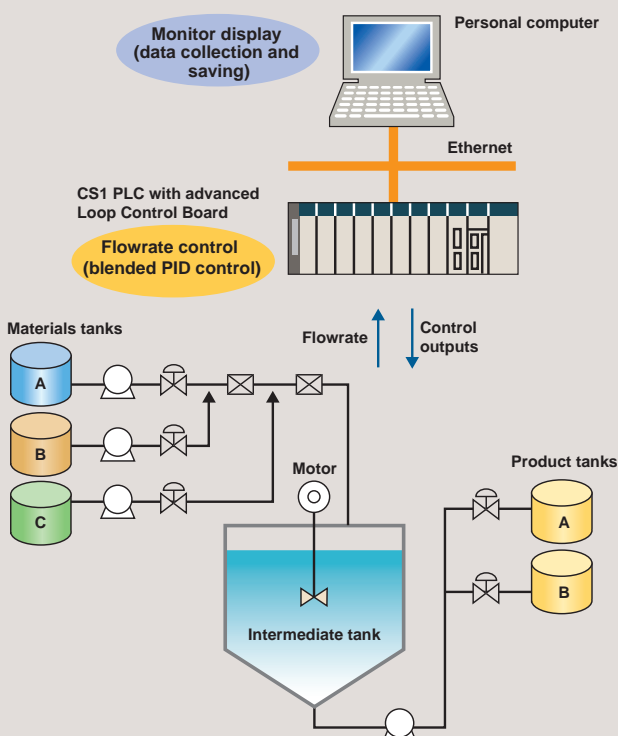 Monitor display
(data collection and
saving)
Personal computer
Ethernet
CS1 PLC with advanced
Loop Control Board
Flowrate control
(blended PID control)
Flowrate
Control
outputs
Materials tanks
A
B
C
Motor
Intermediate tank
Product tanks
A
B